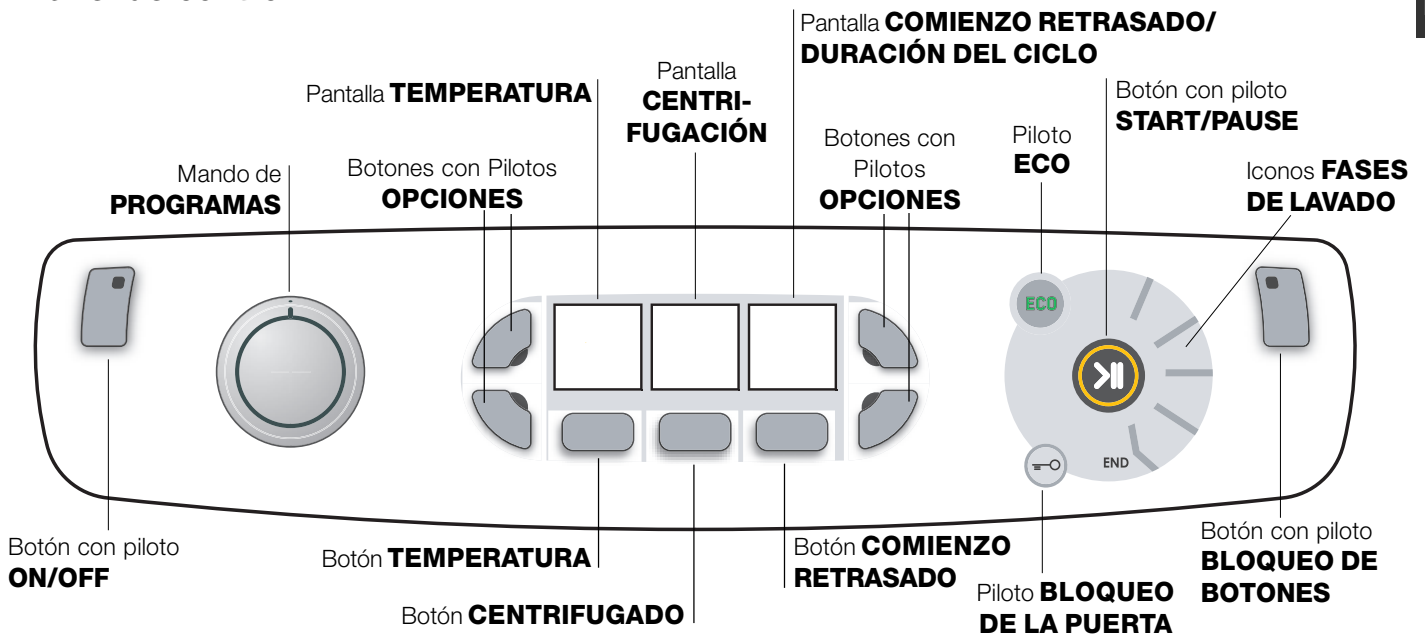 Pantalla COMIENZO RETRASADO/
DURACIÓN DEL CICLO
Pantalla TEMPERATURA
Pantalla
CENTRI-
FUGACIÓN
Botón con piloto
START/PAUSE
Mando de
PROGRAMAS
Botones con Pilotos
OPCIONES
Botones con
Pilotos
OPCIONES
Piloto
ECO
Iconos FASES
DE LAVADO
ECO
END
Botón con piloto
ON/OFF
Botón TEMPERATURA
Botón CENTRIFUGADO
Botón COMIENZO
RETRASADO
Piloto BLOQUEO
DE LA PUERTA
Botón con piloto
BLOQUEO DE
BOTONES